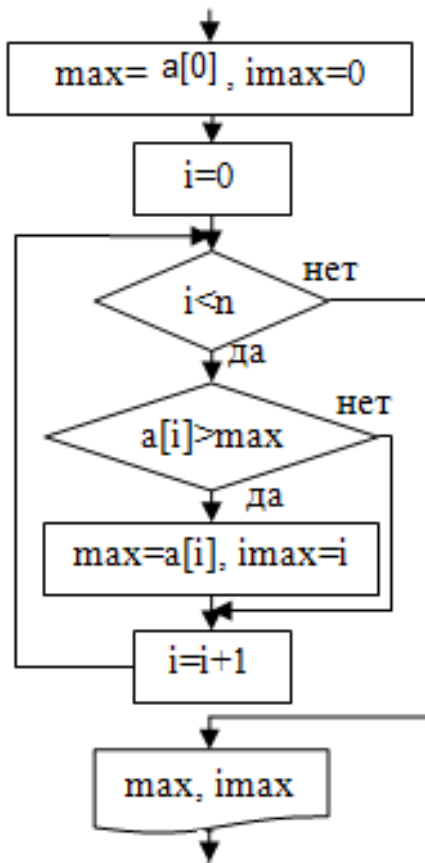 max= a[0] , imax=0
i=0
нет
i<n
да
нет
a[i]>max
да
max=a[i], imax=i
i=i+1
max, imax